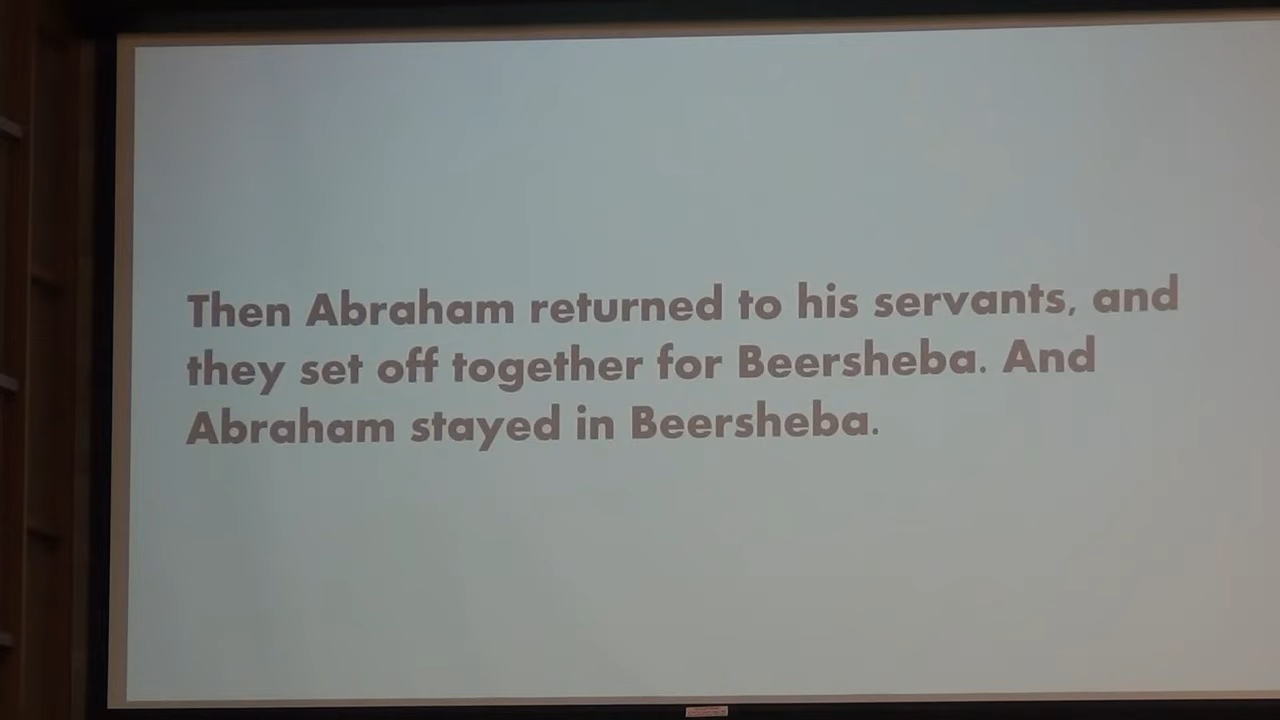 Then Abraham returned to his servants, and
they set off together for Beersheba. And
Abraham stayed in Beersheba.